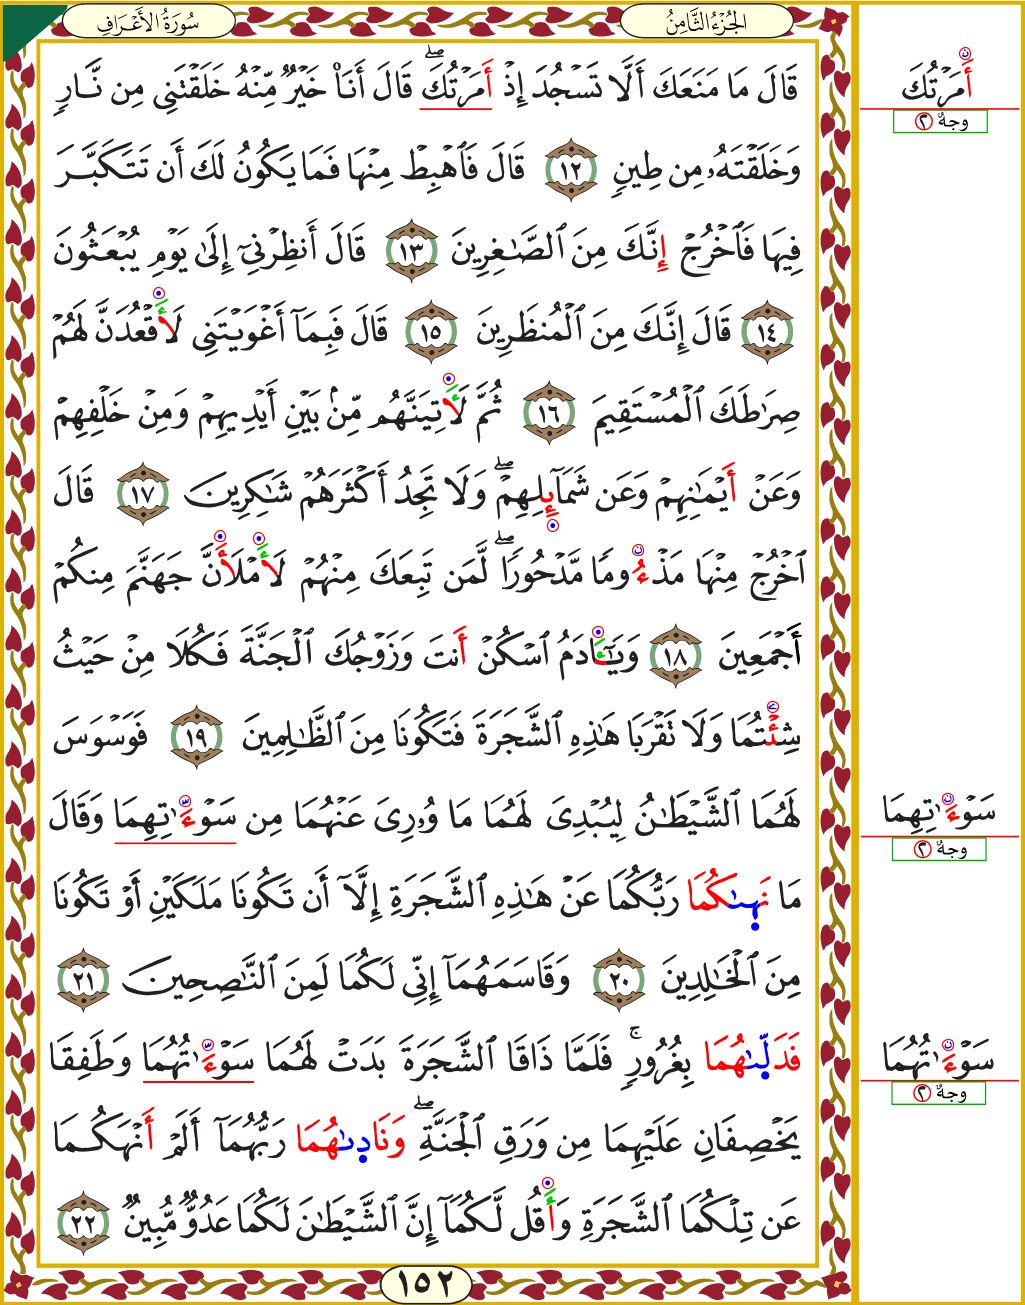 الجُزْءُ الثَّامِنُ
سُورَةُ الأَعْرَافِ
قَالَ مَا مَنَعَكَ أَلَّا تَسْجُدَ إِذْ أَمَرْتُكَۖ قَالَ أَنَا۠ خَيْرٌ مِّنْهُ خَلَقْتَنِى مِن نَّارٍ
وَخَلَقْتَهُۥ مِن طِينٍ ١٢ قَالَ فَٱهْبِطْ مِنْهَا فَمَا يَكُونُ لَكَ أَن تَتَكَبَّرَ
فِيهَا فَٱخْرُجْ إِنَّكَ مِنَ ٱلصَّٰغِرِينَ ١٣ قَالَ أَنظِرْنِىٓ إِلَىٰ يَوْمِ يُبْعَثُونَ
١٤ قَالَ إِنَّكَ مِنَ ٱلْمُنظَرِينَ ١٥ قَالَ فَبِمَآ أَغْوَيْتَنِى لَأَقْعُدَنَّ لَهُمْ
صِرَٰطَكَ ٱلْمُسْتَقِيمَ ١٦ ثُمَّ لَأَتِيَنَّهُم مِّنۢ بَيْنِ أَيْدِيهِمْ وَمِنْ خَلْفِهِمْ
وَعَنْ أَيْمَٰنِهِمْ وَعَن شَمَآئِلِهِمْۖ وَلَا تَجِدُ أَكْثَرَهُمْ شَٰكِرِينَ ١٧ قَالَ
ٱخْرُجْ مِنْهَا مَذْءُومًا مَّدْحُورًاۖ لَّمَن تَبِعَكَ مِنْهُمْ لَأَمْلَأَنَّ جَهَنَّمَ مِنكُمْ
أَجْمَعِينَ ١٨ وَيَٰٓـَٔادَمُ ٱسْكُنْ أَنتَ وَزَوْجُكَ ٱلْجَنَّةَ فَكُلَا مِنْ حَيْثُ
شِئْتُمَا وَلَا تَقْرَبَا هَٰذِهِ ٱلشَّجَرَةَ فَتَكُونَا مِنَ ٱلظَّٰلِمِينَ ١٩ فَوَسْوَسَ
لَهُمَا ٱلشَّيْطَٰنُ لِيُبْدِىَ لَهُمَا مَا وُۥرِىَ عَنْهُمَا مِن سَوْءَٰتِهِمَا وَقَالَ
مَا نَهَىٰكُمَا رَبُّكُمَا عَنْ هَٰذِهِ ٱلشَّجَرَةِ إِلَّآ أَن تَكُونَا مَلَكَيْنِ أَوْ تَكُونَا
مِنَ ٱلْخَٰلِدِينَ ٢٠ وَقَاسَمَهُمَآ إِنِّى لَكُمَا لَمِنَ ٱلنَّٰصِحِينَ ٢١
فَدَلَّىٰهُمَا بِغُرُورٍۚ فَلَمَّا ذَاقَا ٱلشَّجَرَةَ بَدَتْ لَهُمَا سَوْءَٰتُهُمَا وَطَفِقَا
يَخْصِفَانِ عَلَيْهِمَا مِن وَرَقِ ٱلْجَنَّةِۖ وَنَادَىٰهُمَا رَبُّهُمَآ أَلَمْ أَنْهَكُمَا
عَن تِلْكُمَا ٱلشَّجَرَةِ وَأَقُل لَّكُمَآ إِنَّ ٱلشَّيْطَٰنَ لَكُمَا عَدُوٌّ مُّبِينٌ ٢٢
١٥٢
أَمَرْتُكَ
وجهٌ ٢
سَوْءَٰتِهِمَا
وجهٌ ٢
سَوْءَٰتُهُمَا
وجهٌ ٢